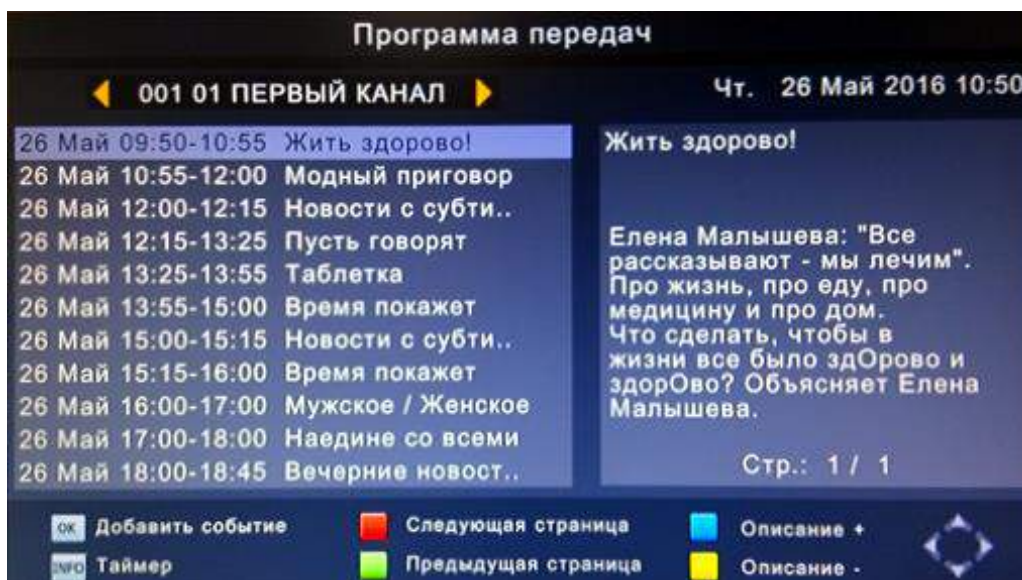 Программа передач
001 01 ПЕРВЫЙ КАНАЛ
Чт. 26 Май 2016 10:50
26 Май 09:50-10:55 Жить здорово!
26 Май 10:55-12:00 Модный приговор
26 Май 12:00-12:15 Новости с субти..
26 Май 12:15-13:25 Пусть говорят
26 Май 13:25-13:55 Таблетка
26 Май 13:55-15:00 Время покажет
26 Май 15:00-15:15 Новости с субти..
26 Май 15:15-16:00 Время покажет
26 Май 16:00-17:00 Мужское / Женское
26 Май 17:00-18:00 Наедине со всеми
26 Май 18:00-18:45 Вечерние новост..
Жить здорово!
Елена Малышева: "Все
рассказывают - мы лечим".
Про жизнь, про еду, про
медицину и про дом.
Что сделать, чтобы в
жизни все было здОрово и
здорОво? Объясняет Елена
Малышева.
Стр.: 1 / 1
OK Добавить событие
Следующая страница
Описание +
INFO Таймер
Предыдущая страница
Описание -